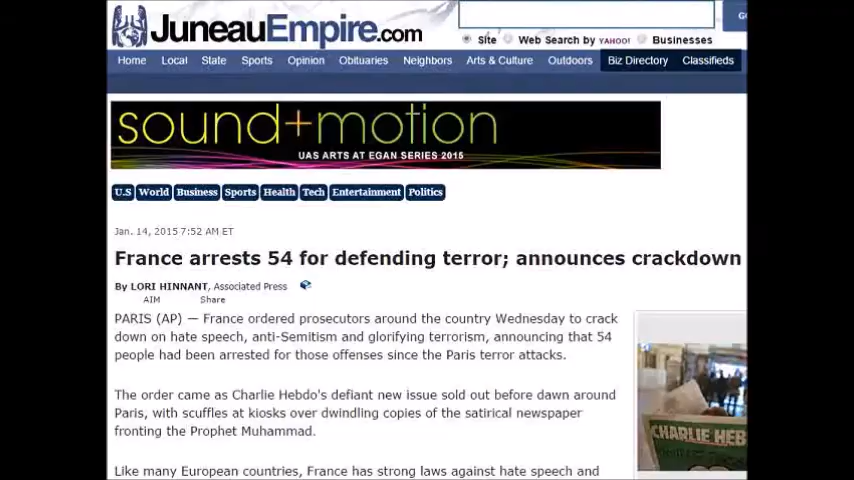 JuneauEmpire.com
GO
Site Web Search by YAHOO! Businesses
Home Local State Sports Opinion Obituaries Neighbors Arts & Culture Outdoors Biz Directory Classifieds
sound+motion
UAS ARTS AT EGAN SERIES 2015
U.S World Business Sports Health Tech Entertainment Politics
Jan. 14, 2015 7:52 AM ET
France arrests 54 for defending terror; announces crackdown
By LORI HINNANT, Associated Press
AIM Share
PARIS (AP) — France ordered prosecutors around the country Wednesday to crack
down on hate speech, anti-Semitism and glorifying terrorism, announcing that 54
people had been arrested for those offenses since the Paris terror attacks.
The order came as Charlie Hebdo's defiant new issue sold out before dawn around
Paris, with scuffles at kiosks over dwindling copies of the satirical newspaper
fronting the Prophet Muhammad.
CHARLIE HEB
Like many European countries, France has strong laws against hate speech and